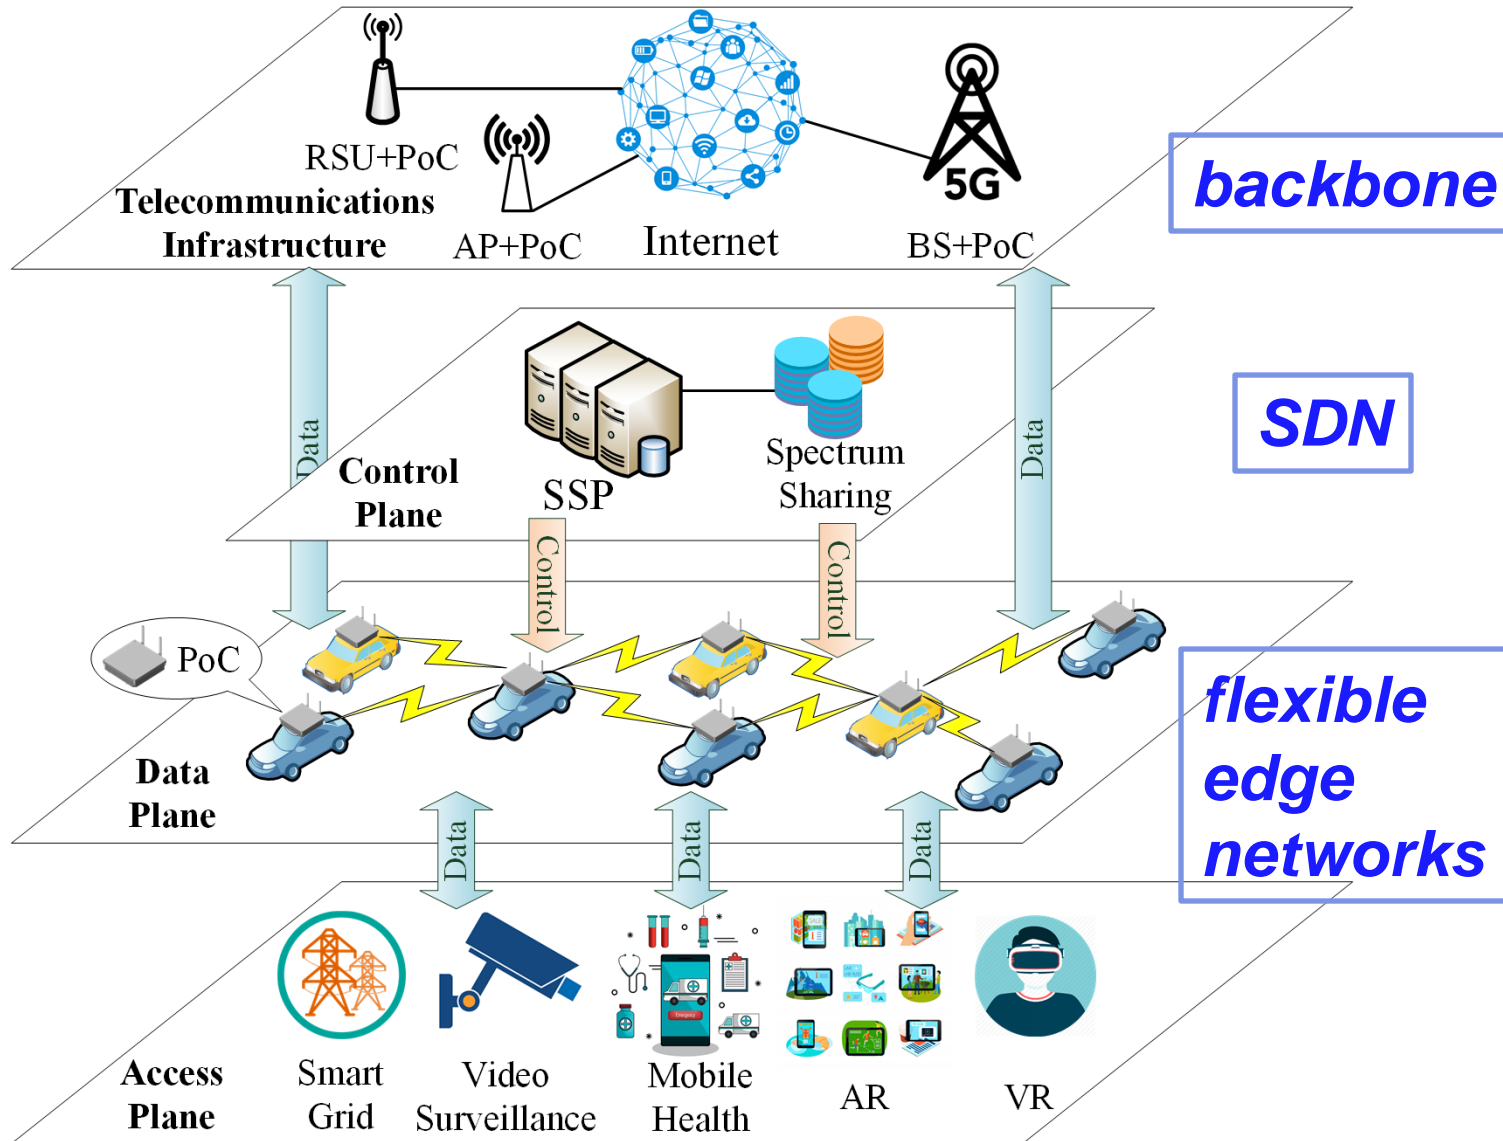 RSU+PoC
Telecommunications
Infrastructure
AP+PoC
Internet
5G
BS+PoC
backbone
Data
Data
Control
Plane
SSP
Spectrum
Sharing
SDN
Control
Control
PoC
Data
Plane
flexible
edge
networks
Data
Data
Data
Access
Plane
Smart
Grid
Video
Surveillance
Mobile
Health
AR
VR